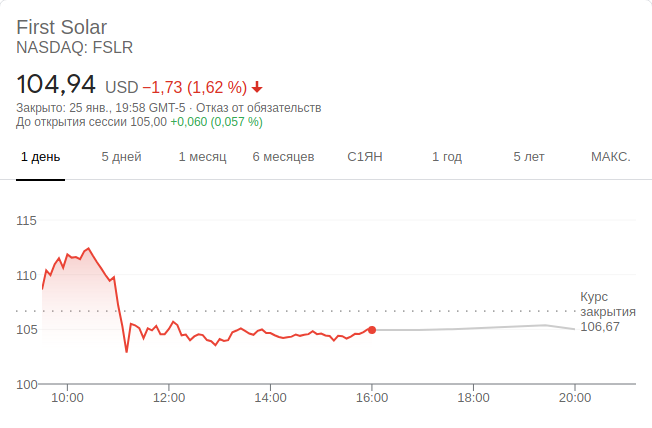 First Solar
NASDAQ: FSLR
104,94 USD −1,73 (1,62 %)
Закрыто: 25 янв., 19:58 GMT-5 · Отказ от обязательств
До открытия сессии 105,00 +0,060 (0,057 %)
1 день 5 дней 1 месяц 6 месяцев С1ЯН 1 год 5 лет МАКС.
115
110
Курс
закрытия
106,67
105
100
10:00 12:00 14:00 16:00 18:00 20:00